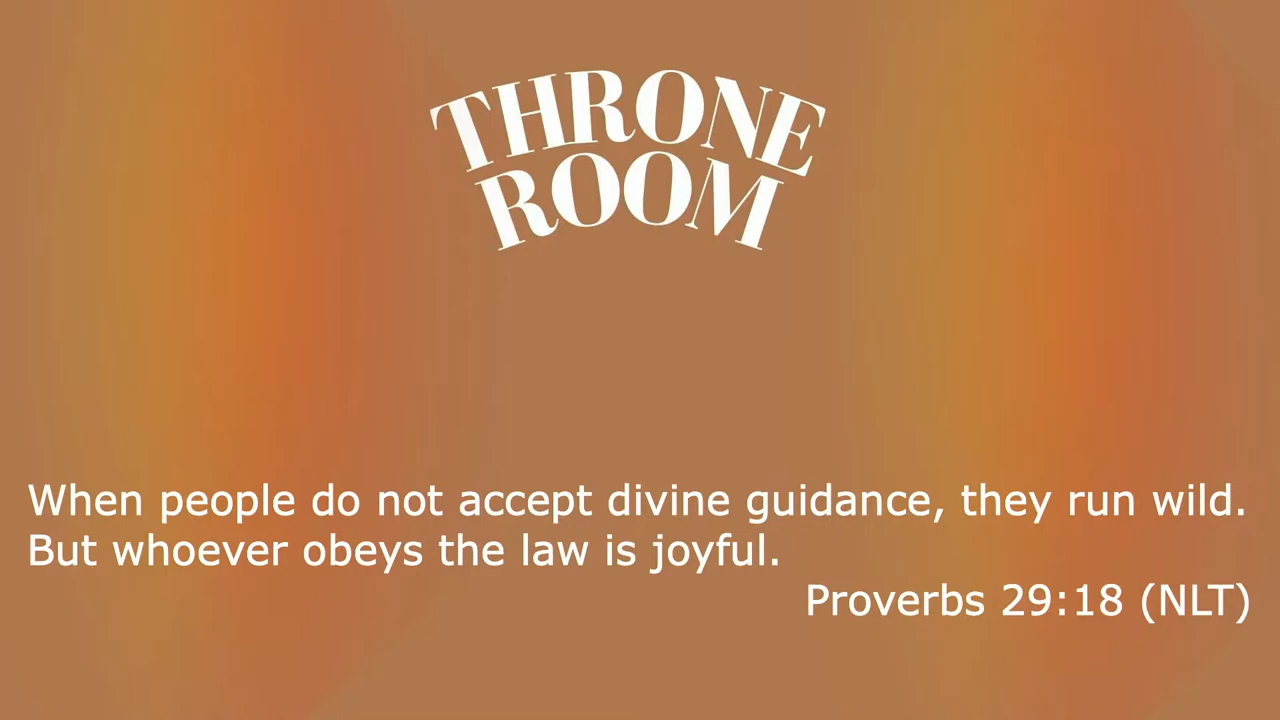 THRONE
ROOM
When people do not accept divine guidance, they run wild.
But whoever obeys the law is joyful.
Proverbs 29:18 (NLT)